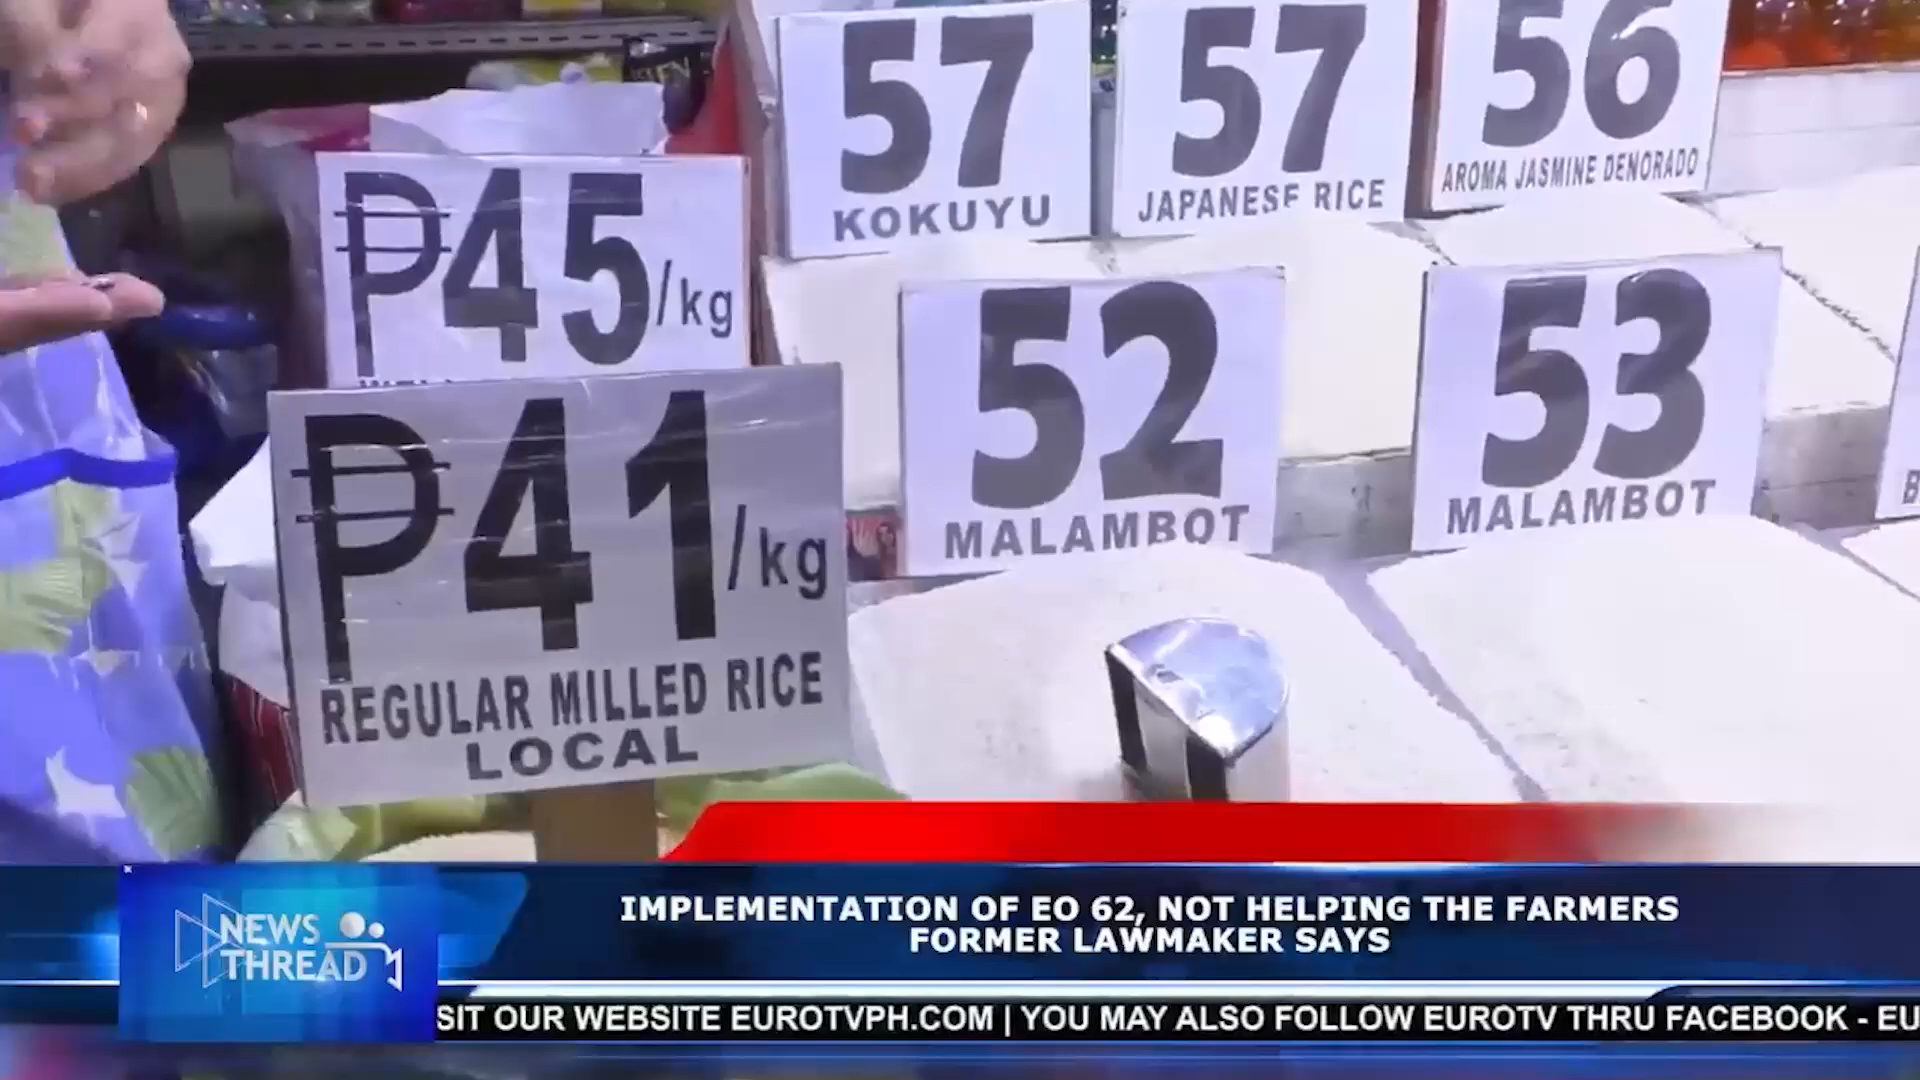 57
KOKUYU
57
JAPANESE RICE
56
AROMA JASMINE DENORADO
₱45/kg
52
MALAMBOT
53
MALAMBOT
₱41/kg
REGULAR MILLED RICE
LOCAL
NEWS
THREAD
IMPLEMENTATION OF EO 62, NOT HELPING THE FARMERS
FORMER LAWMAKER SAYS
SIT OUR WEBSITE EUROTVPH.COM | YOU MAY ALSO FOLLOW EUROTV THRU FACEBOOK - EU